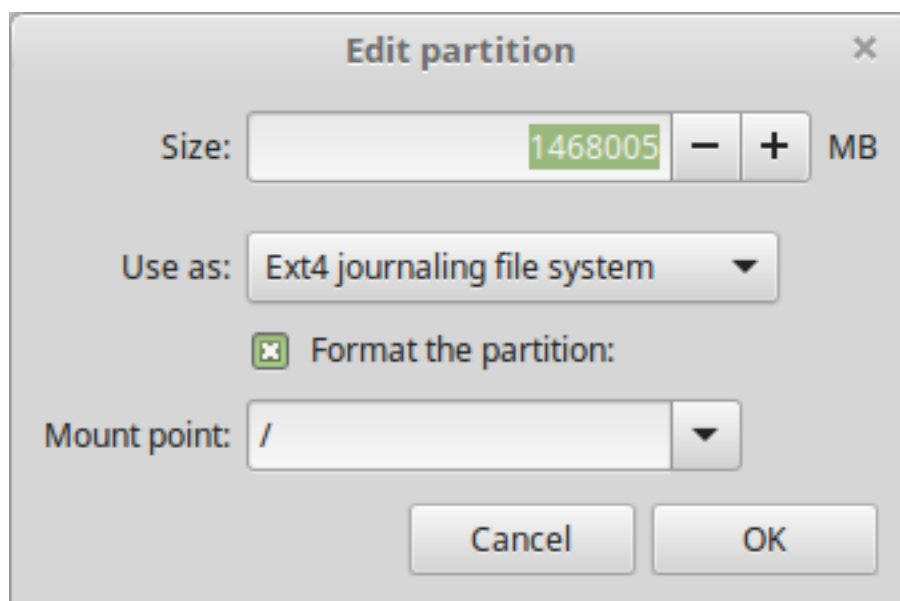 Edit partition
Size: 1468005 MB
Use as: Ext4 journaling file system
Format the partition:
Mount point: /
Cancel OK